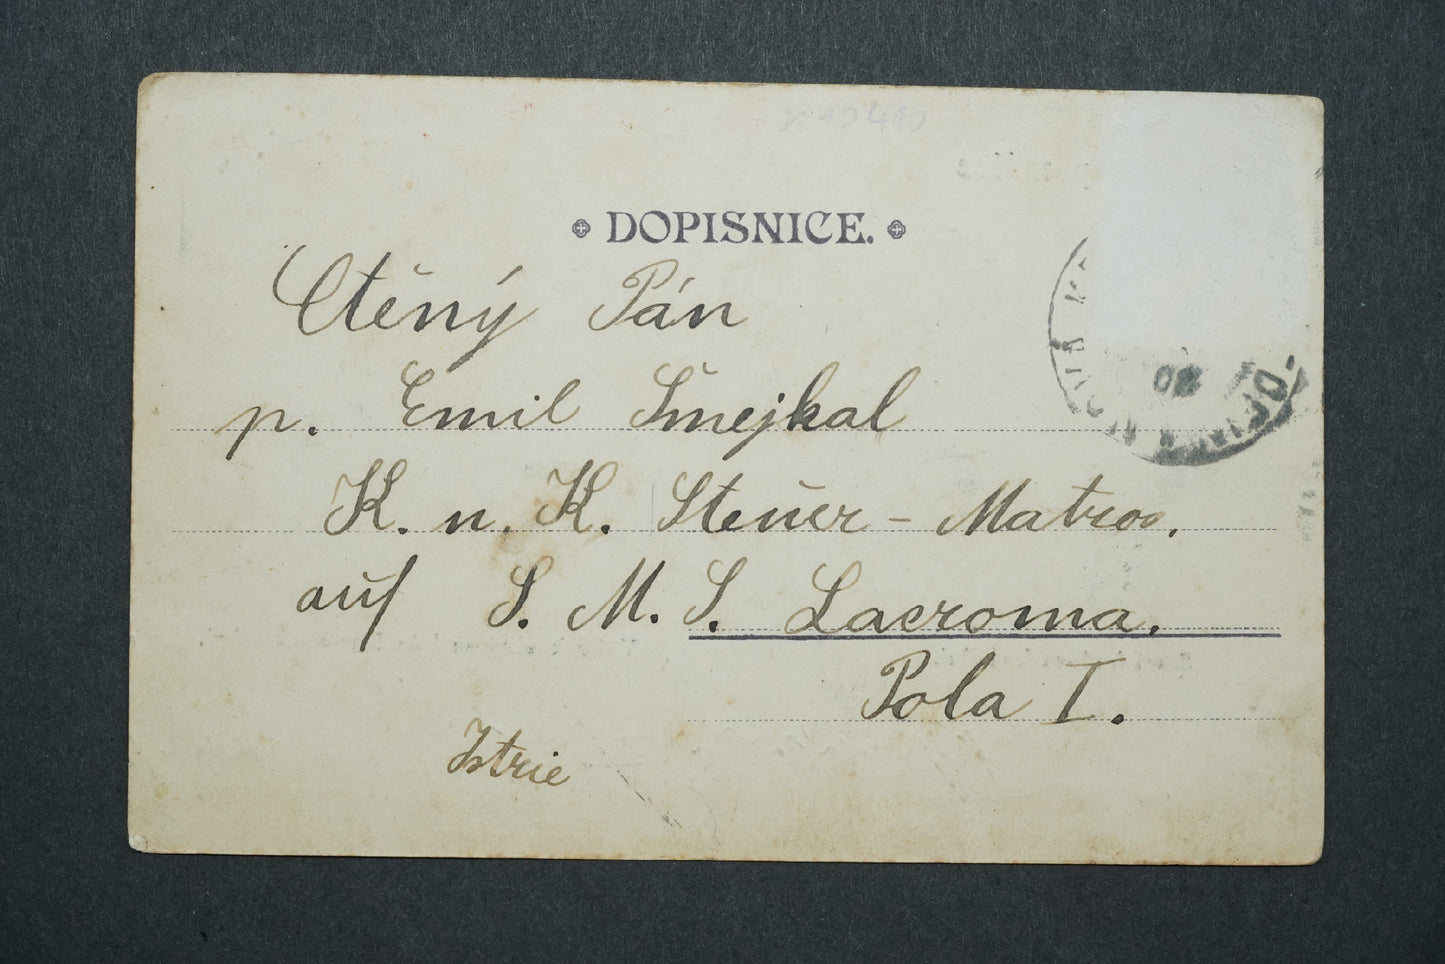 DOPISNICE.
Ctěný Pán
p. Emil Šmejkal
K. u. K. Steuer - Matros.
auf S. M. S. Lacroma.
Pola I.
Istrie